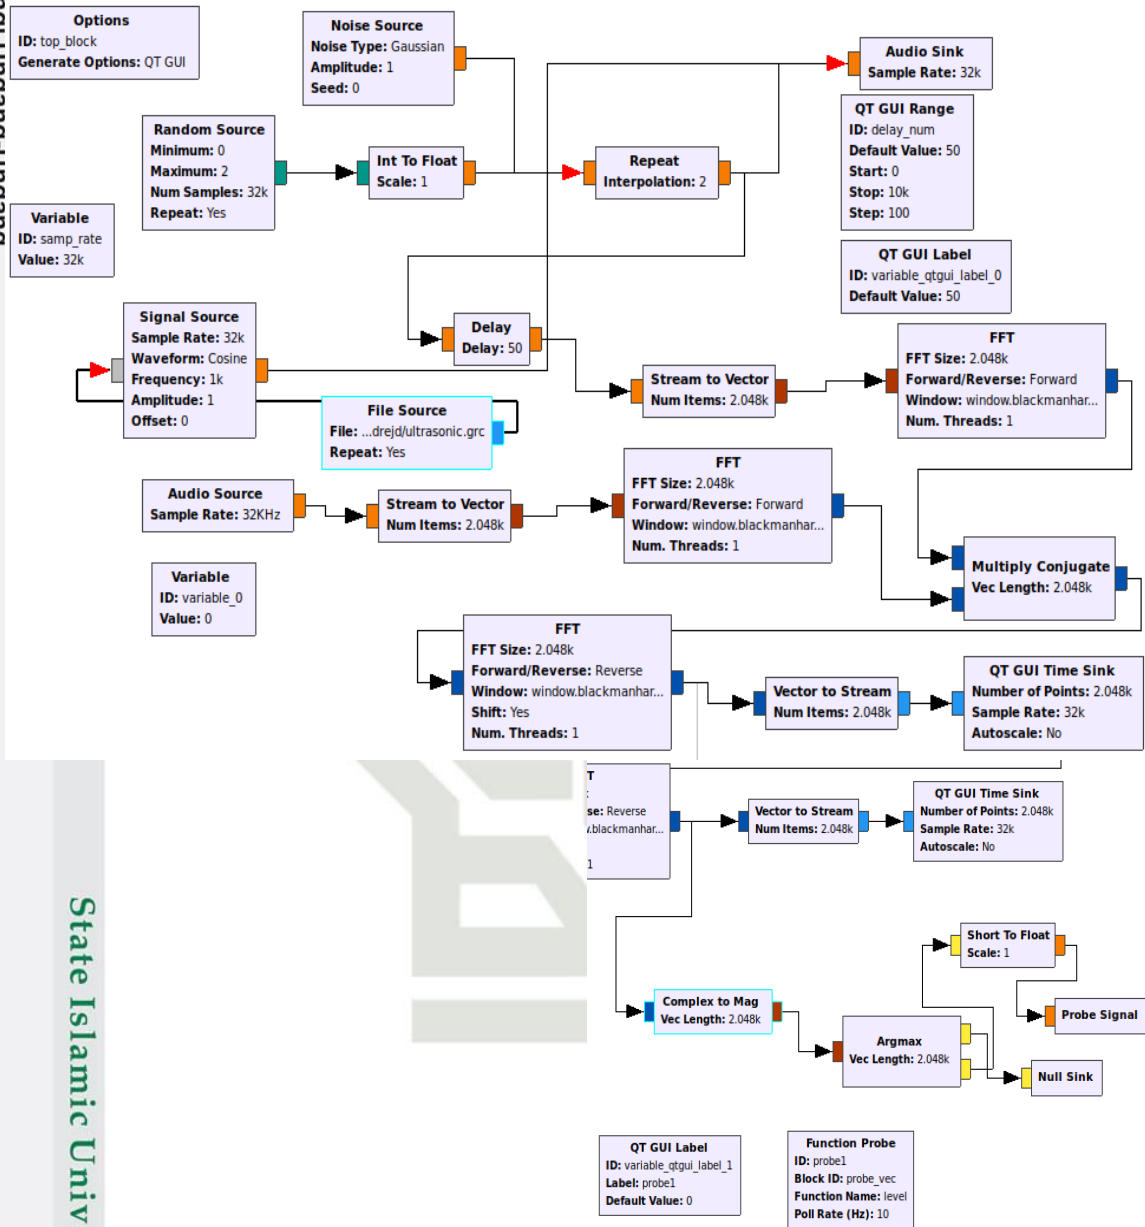 Options
ID: top_block
Generate Options: QT GUI
Noise Source
Noise Type: Gaussian
Amplitude: 1
Seed: 0
Audio Sink
Sample Rate: 32k
QT GUI Range
ID: delay_num
Default Value: 50
Start: 0
Stop: 10k
Step: 100
Random Source
Minimum: 0
Maximum: 2
Num Samples: 32k
Repeat: Yes
Int To Float
Scale: 1
Repeat
Interpolation: 2
Variable
ID: samp_rate
Value: 32k
QT GUI Label
ID: variable_qtgui_label_0
Default Value: 50
Signal Source
Sample Rate: 32k
Waveform: Cosine
Frequency: 1k
Amplitude: 1
Offset: 0
Delay
Delay: 50
Stream to Vector
Num Items: 2.048k
FFT
FFT Size: 2.048k
Forward/Reverse: Forward
Window: window.blackmanhar...
Num. Threads: 1
File Source
File: ...drejd/ultrasonic.grc
Repeat: Yes
Audio Source
Sample Rate: 32KHz
Stream to Vector
Num Items: 2.048k
FFT
FFT Size: 2.048k
Forward/Reverse: Forward
Window: window.blackmanhar...
Num. Threads: 1
Multiply Conjugate
Vec Length: 2.048k
Variable
ID: variable_0
Value: 0
FFT
FFT Size: 2.048k
Forward/Reverse: Reverse
Window: window.blackmanhar...
Shift: Yes
Num. Threads: 1
Vector to Stream
Num Items: 2.048k
QT GUI Time Sink
Number of Points: 2.048k
Sample Rate: 32k
Autoscale: No
T
se: Reverse
.blackmanhar...
1
Vector to Stream
Num Items: 2.048k
QT GUI Time Sink
Number of Points: 2.048k
Sample Rate: 32k
Autoscale: No
Short To Float
Scale: 1
Complex to Mag
Vec Length: 2.048k
Probe Signal
Argmax
Vec Length: 2.048k
Null Sink
QT GUI Label
ID: variable_qtgui_label_1
Label: probe1
Default Value: 0
Function Probe
ID: probe1
Block ID: probe_vec
Function Name: level
Poll Rate (Hz): 10
State Islamic Univ